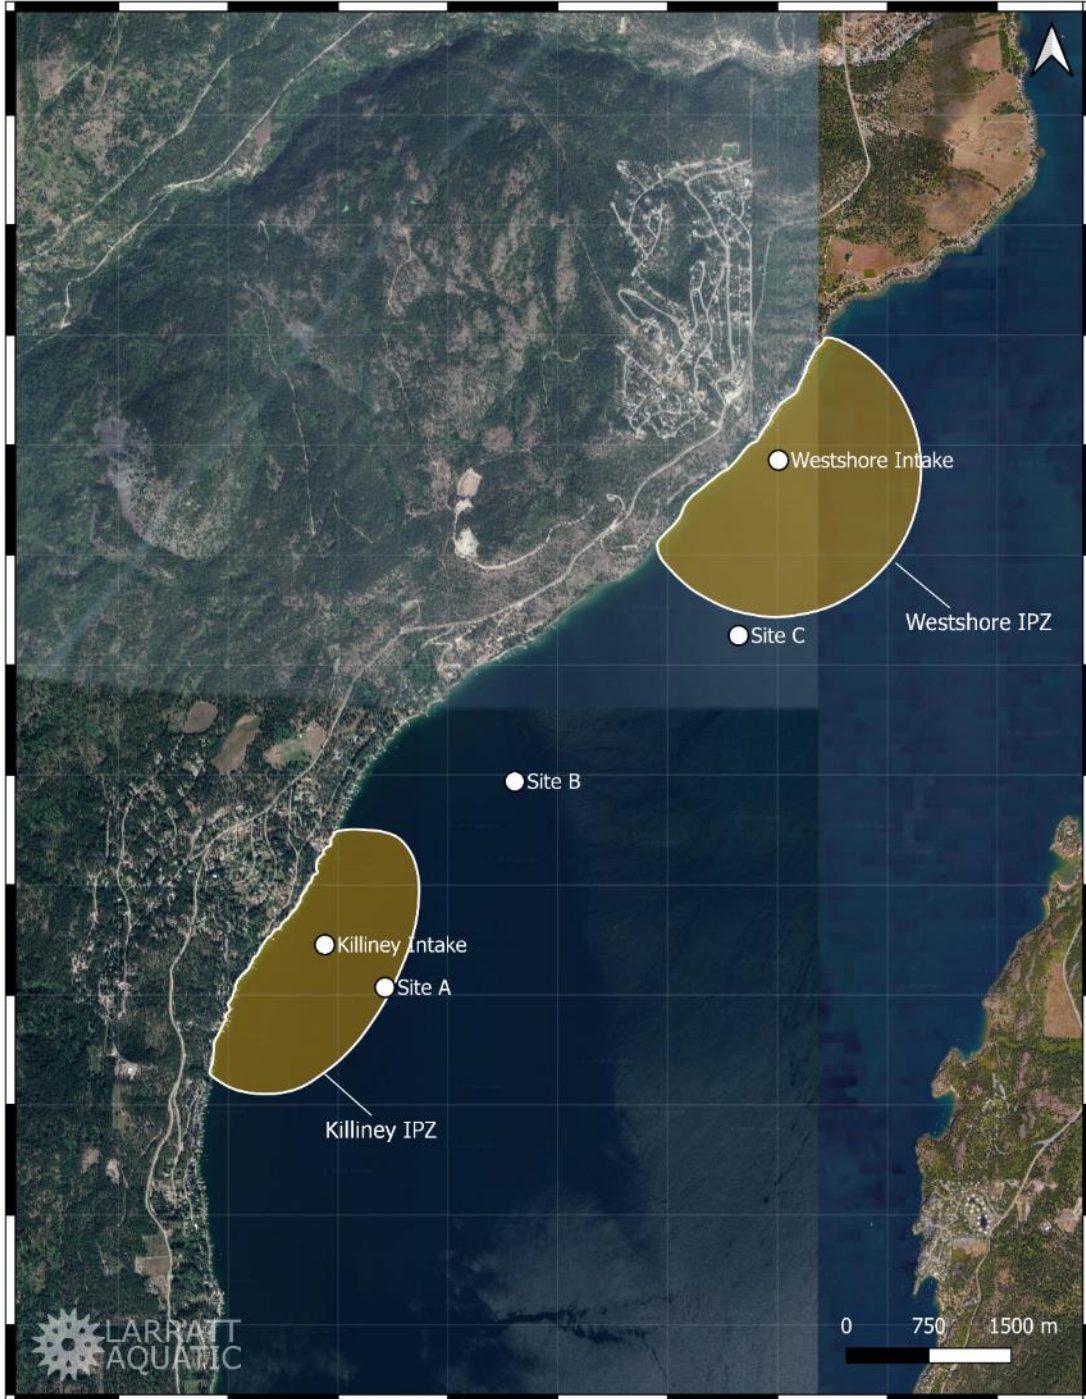 Westshore Intake
Westshore IPZ
Site C
Site B
Killiney Intake
Site A
Killiney IPZ
0 750 1500 m
LARRATT
AQUATIC